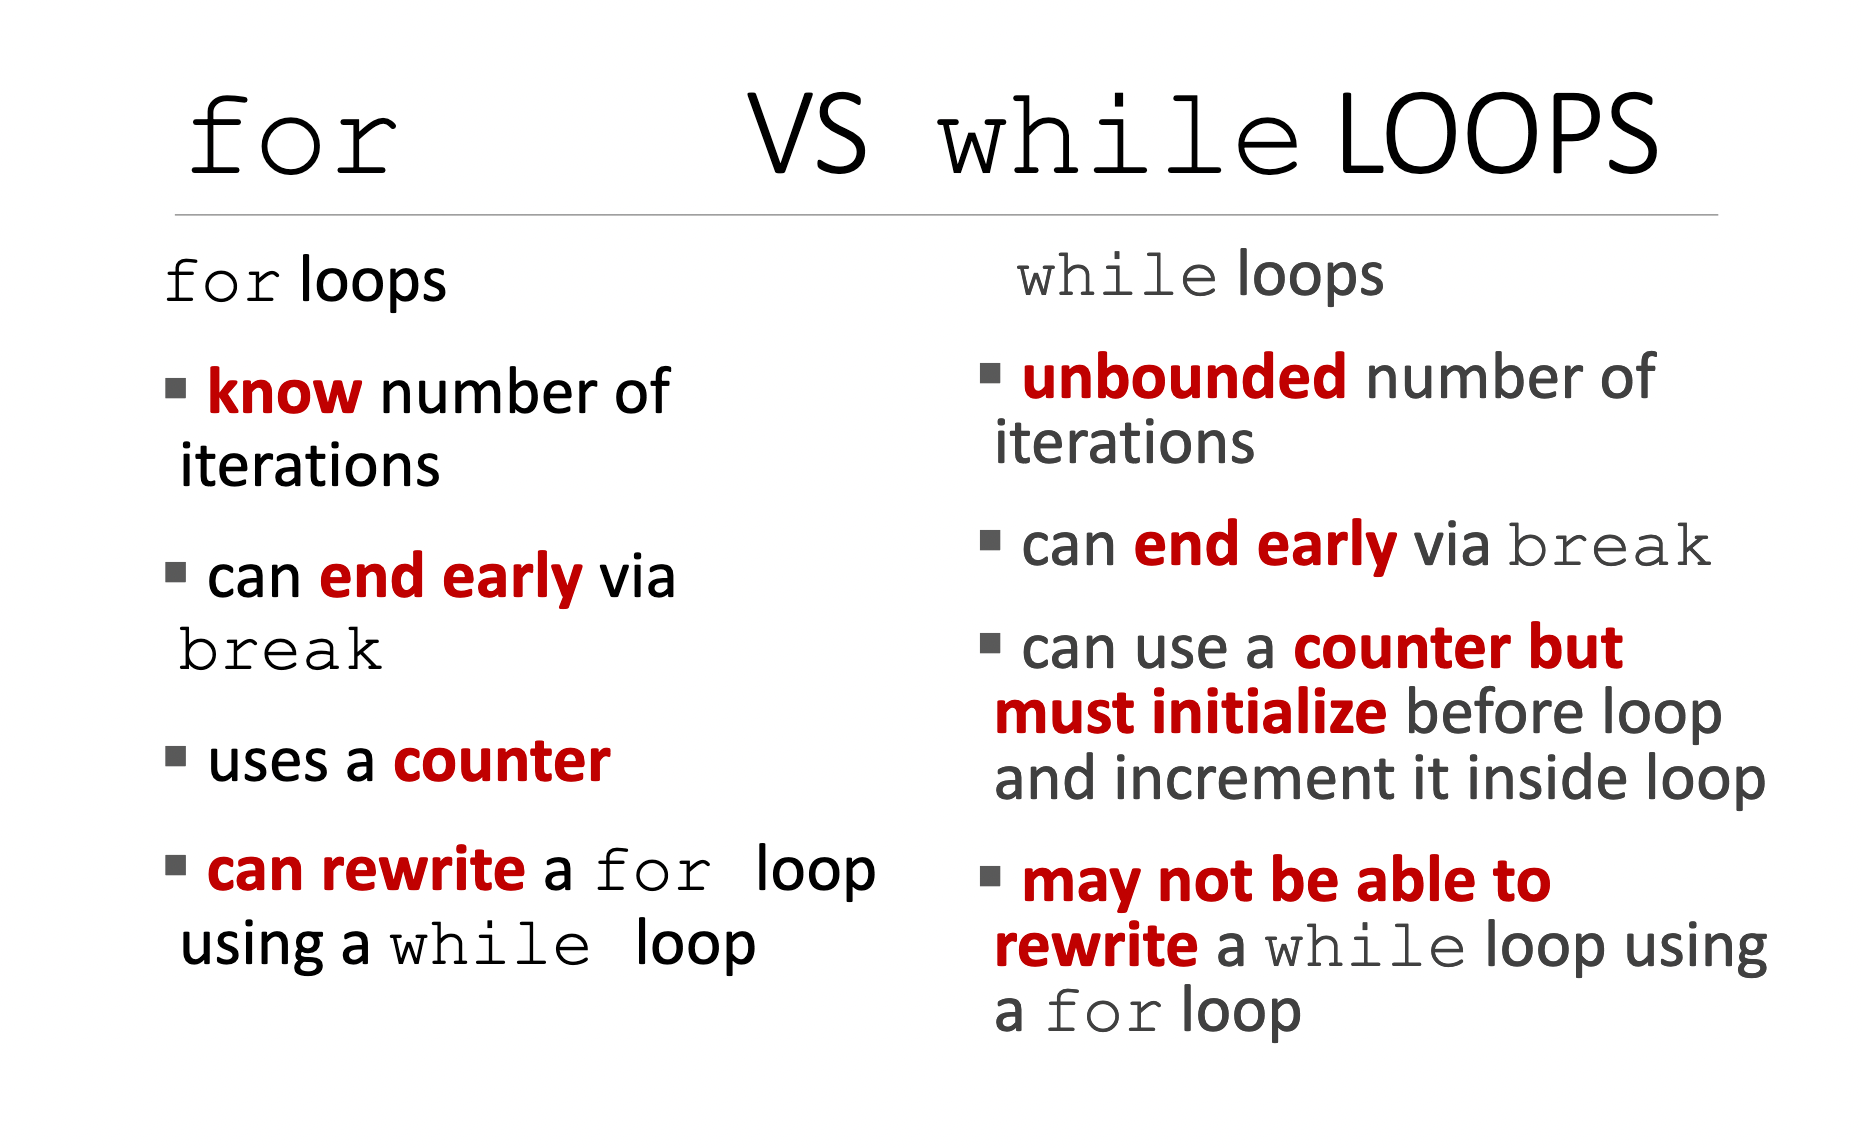 for VS while LOOPS
for loops
▪ know number of
iterations
▪ can end early via
break
▪ uses a counter
▪ can rewrite a for loop
using a while loop
while loops
▪ unbounded number of
iterations
▪ can end early via break
▪ can use a counter but
must initialize before loop
and increment it inside loop
▪ may not be able to
rewrite a while loop using
a for loop